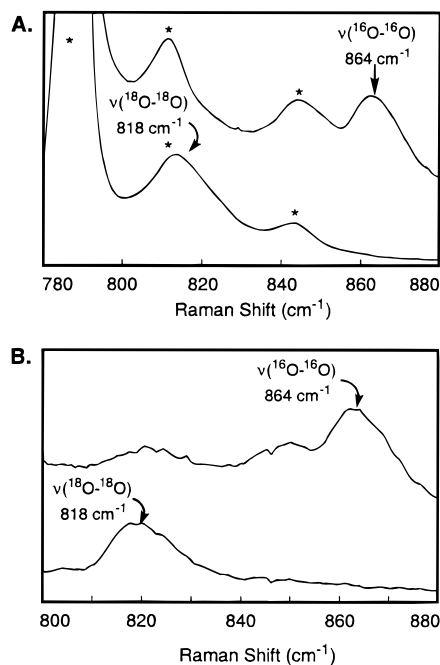 A.
*
*
ν(¹⁶O-¹⁶O)
864 cm⁻¹
ν(¹⁸O-¹⁸O)
818 cm⁻¹
*
*
*
780 800 820 840 860 880
Raman Shift (cm⁻¹)
B.
ν(¹⁶O-¹⁶O)
864 cm⁻¹
ν(¹⁸O-¹⁸O)
818 cm⁻¹
800 820 840 860 880
Raman Shift (cm⁻¹)